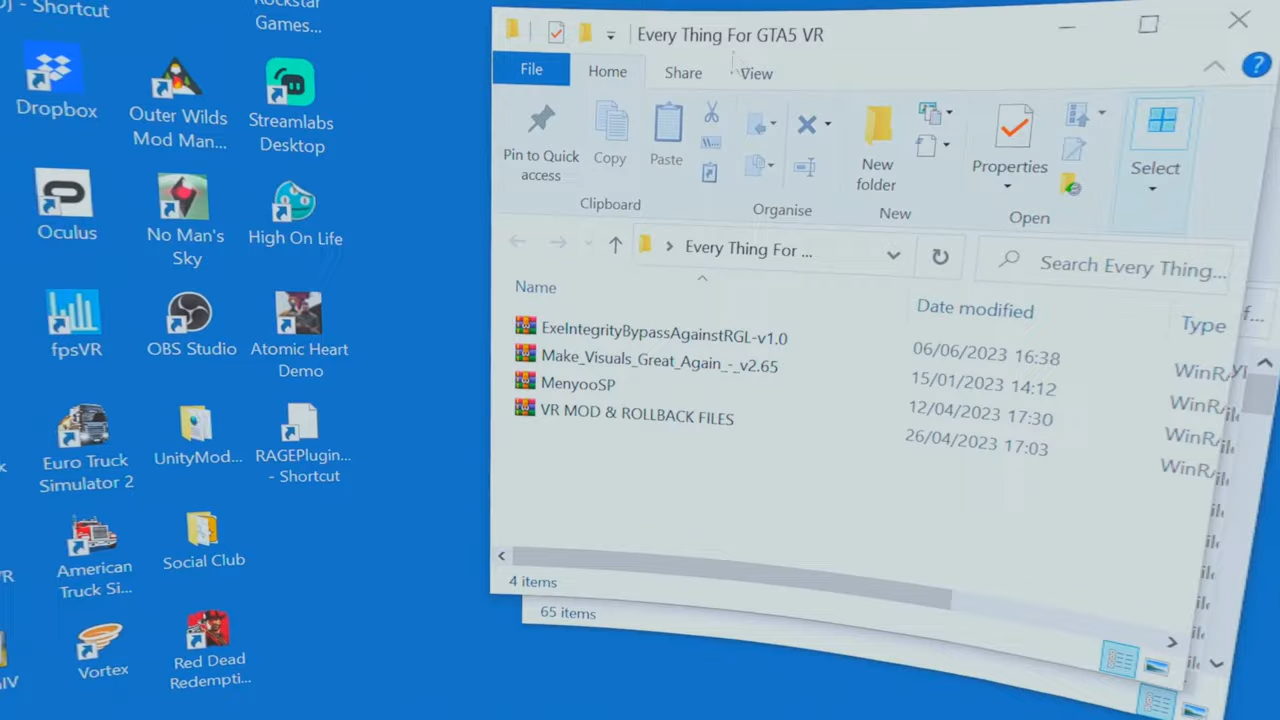 - Shortcut
Rockstar
Games...
Dropbox
Outer Wilds
Mod Man...
Streamlabs
Desktop
Oculus
No Man's
Sky
High On Life
fpsVR
OBS Studio
Atomic Heart
Demo
Euro Truck
Simulator 2
UnityMod...
RAGEPlugin...
- Shortcut
American
Truck Si...
Social Club
Vortex
Red Dead
Redempti...
Every Thing For GTA5 VR
File
Home
Share
View
Pin to Quick
access
Copy
Paste
Clipboard
Organise
New
folder
New
Properties
Open
Select
Every Thing For ...
Search Every Thing...
Name
Date modified
Type
ExeIntegrityBypassAgainstRGL-v1.0
06/06/2023 16:38
WinRA
Make_Visuals_Great_Again_-_v2.65
15/01/2023 14:12
WinRA
MenyooSP
12/04/2023 17:30
WinRA
VR MOD & ROLLBACK FILES
26/04/2023 17:03
WinRA
4 items
65 items